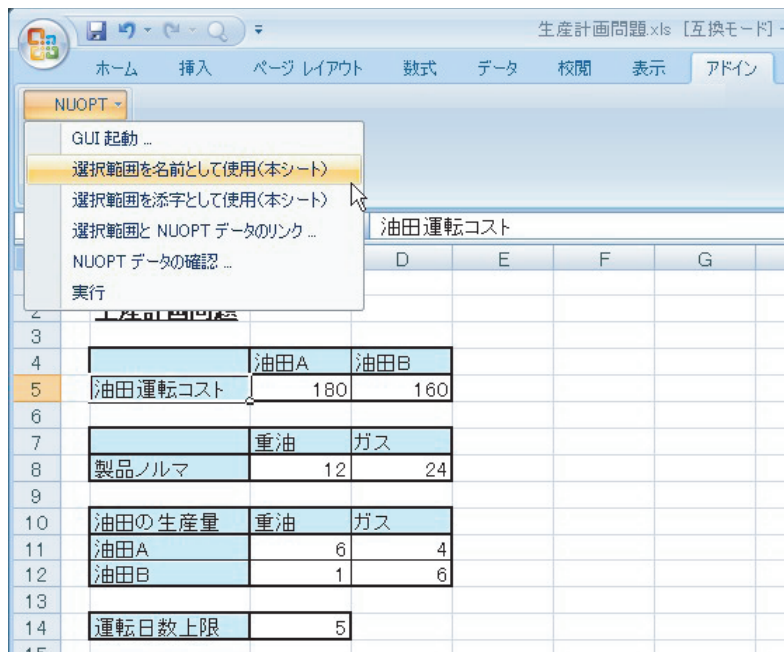 生産計画問題.xls [互換モード] -
ホーム 挿入 ページ レイアウト 数式 データ 校閲 表示 アドイン
NUOPT
GUI 起動 ...
選択範囲を名前として使用(本シート)
選択範囲を添字として使用(本シート)
選択範囲と NUOPT データのリンク ...
NUOPT データの確認 ...
実行
油田運転コスト
D E F G
2 生産計画問題
3
4 油田A 油田B
5 油田運転コスト 180 160
6
7 重油 ガス
8 製品ノルマ 12 24
9
10 油田の生産量 重油 ガス
11 油田A 6 4
12 油田B 1 6
13
14 運転日数上限 5
15